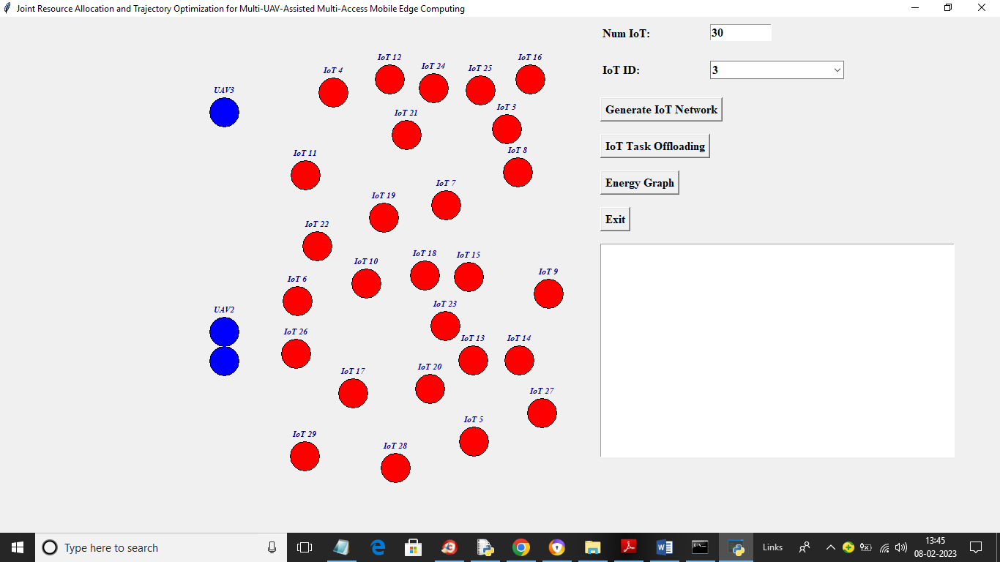 Joint Resource Allocation and Trajectory Optimization for Multi-UAV-Assisted Multi-Access Mobile Edge Computing
Num IoT:
30
IoT ID:
3
Generate IoT Network
IoT Task Offloading
Energy Graph
Exit
IoT 12
IoT 16
IoT 24
IoT 25
IoT 4
UAV3
IoT 3
IoT 21
IoT 8
IoT 11
IoT 7
IoT 19
IoT 22
IoT 18
IoT 15
IoT 10
IoT 9
IoT 6
IoT 23
UAV2
IoT 26
IoT 13
IoT 14
IoT 20
IoT 17
IoT 27
IoT 5
IoT 29
IoT 28
Type here to search
Links
13:45
08-02-2023